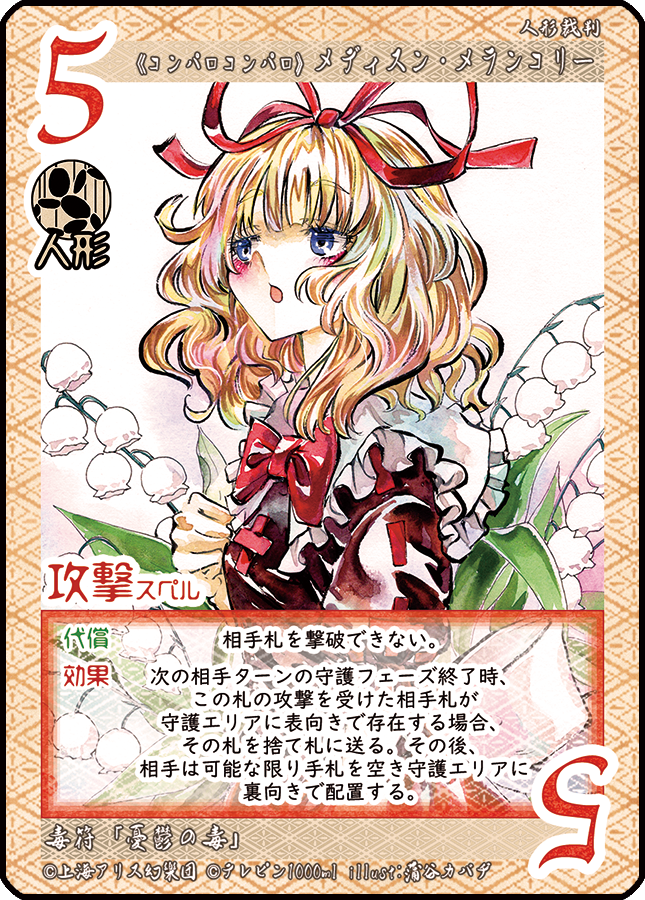 5
人形裁判
《コンパロコンパロ》 メディスン・メランコリー
人形
攻撃スペル
代償 相手札を撃破できない。
効果 次の相手ターンの守護フェーズ終了時、
この札の攻撃を受けた相手札が
守護エリアに表向きで存在する場合、
その札を捨て札に送る。その後、
相手は可能な限り手札を空き守護エリアに
裏向きで配置する。
5
毒符「憂鬱の毒」
©上海アリス幻樂団 ©テレピン1000ml illust:蒲谷カバヂ